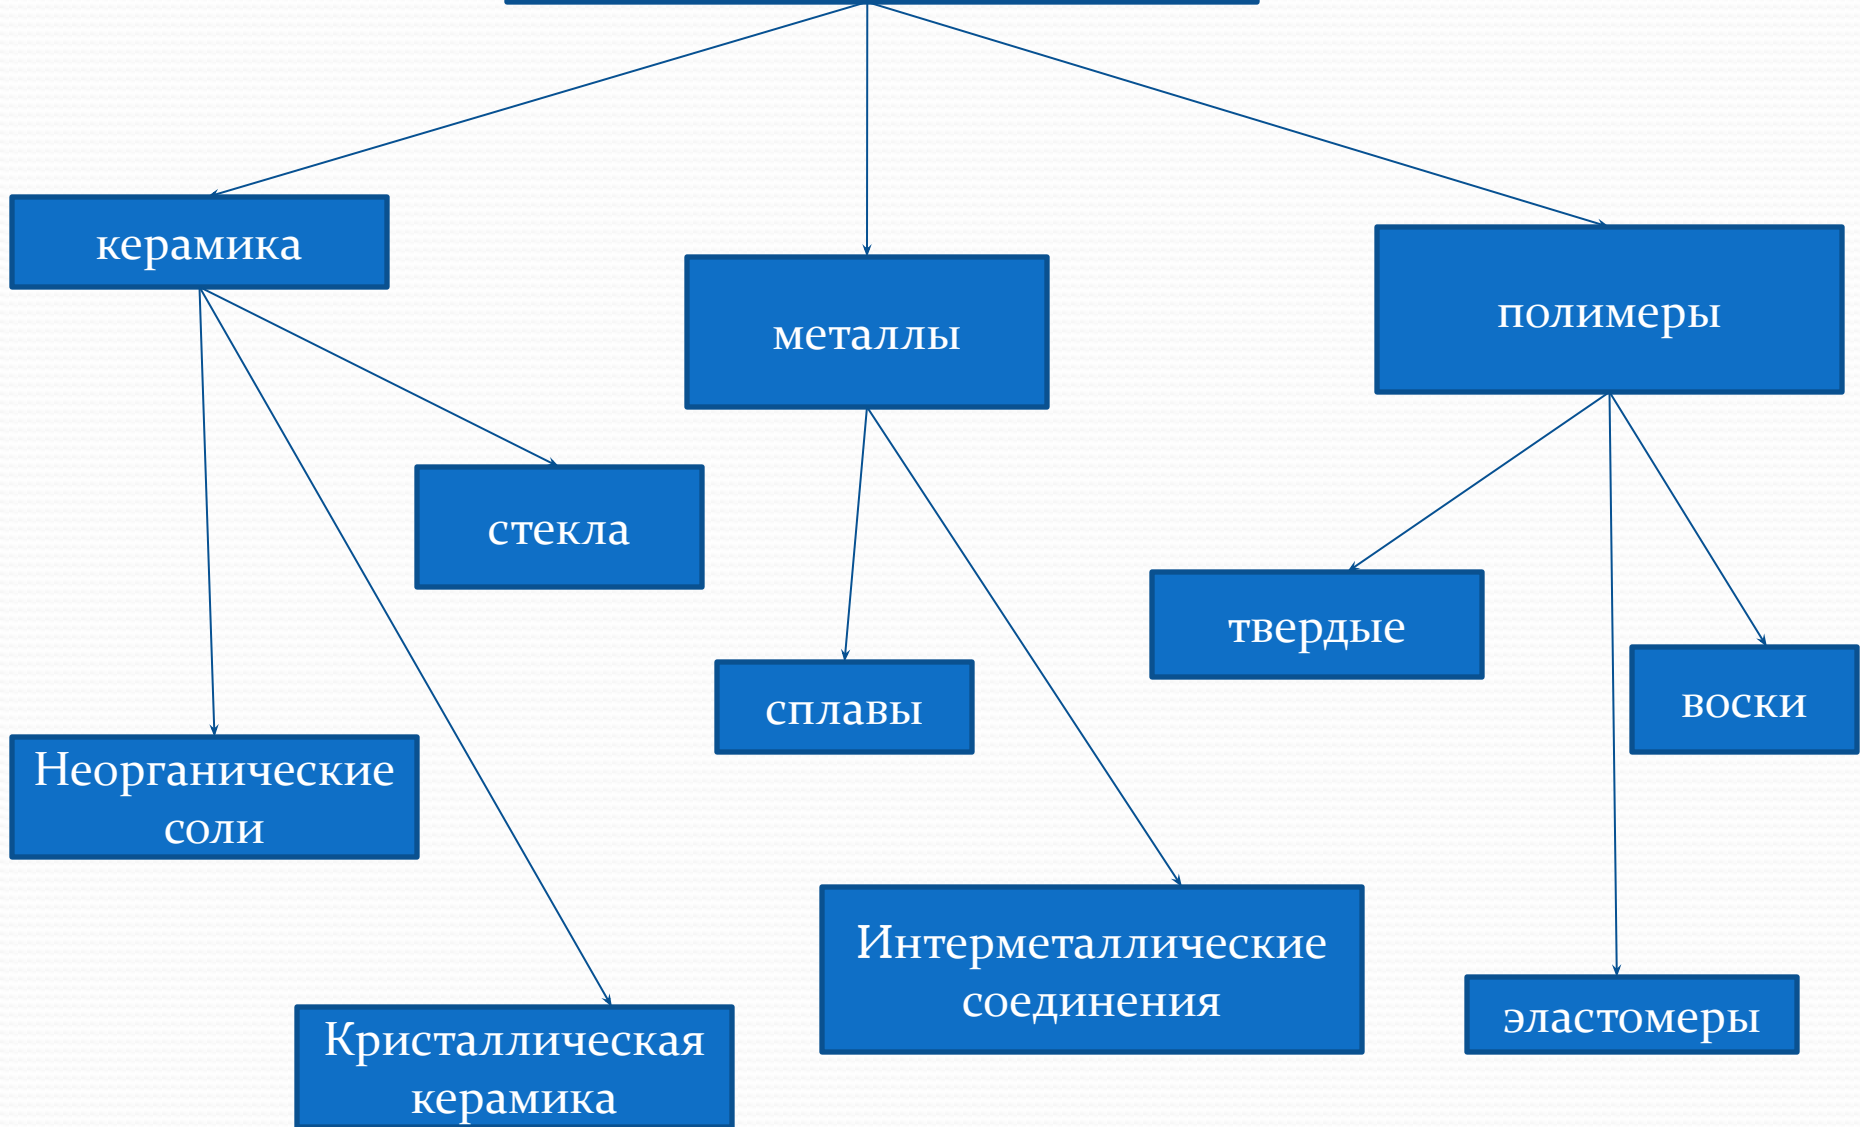 керамика
металлы
полимеры
стекла
твердые
сплавы
воски
Неорганические
соли
Интерметаллические
соединения
эластомеры
Кристаллическая
керамика